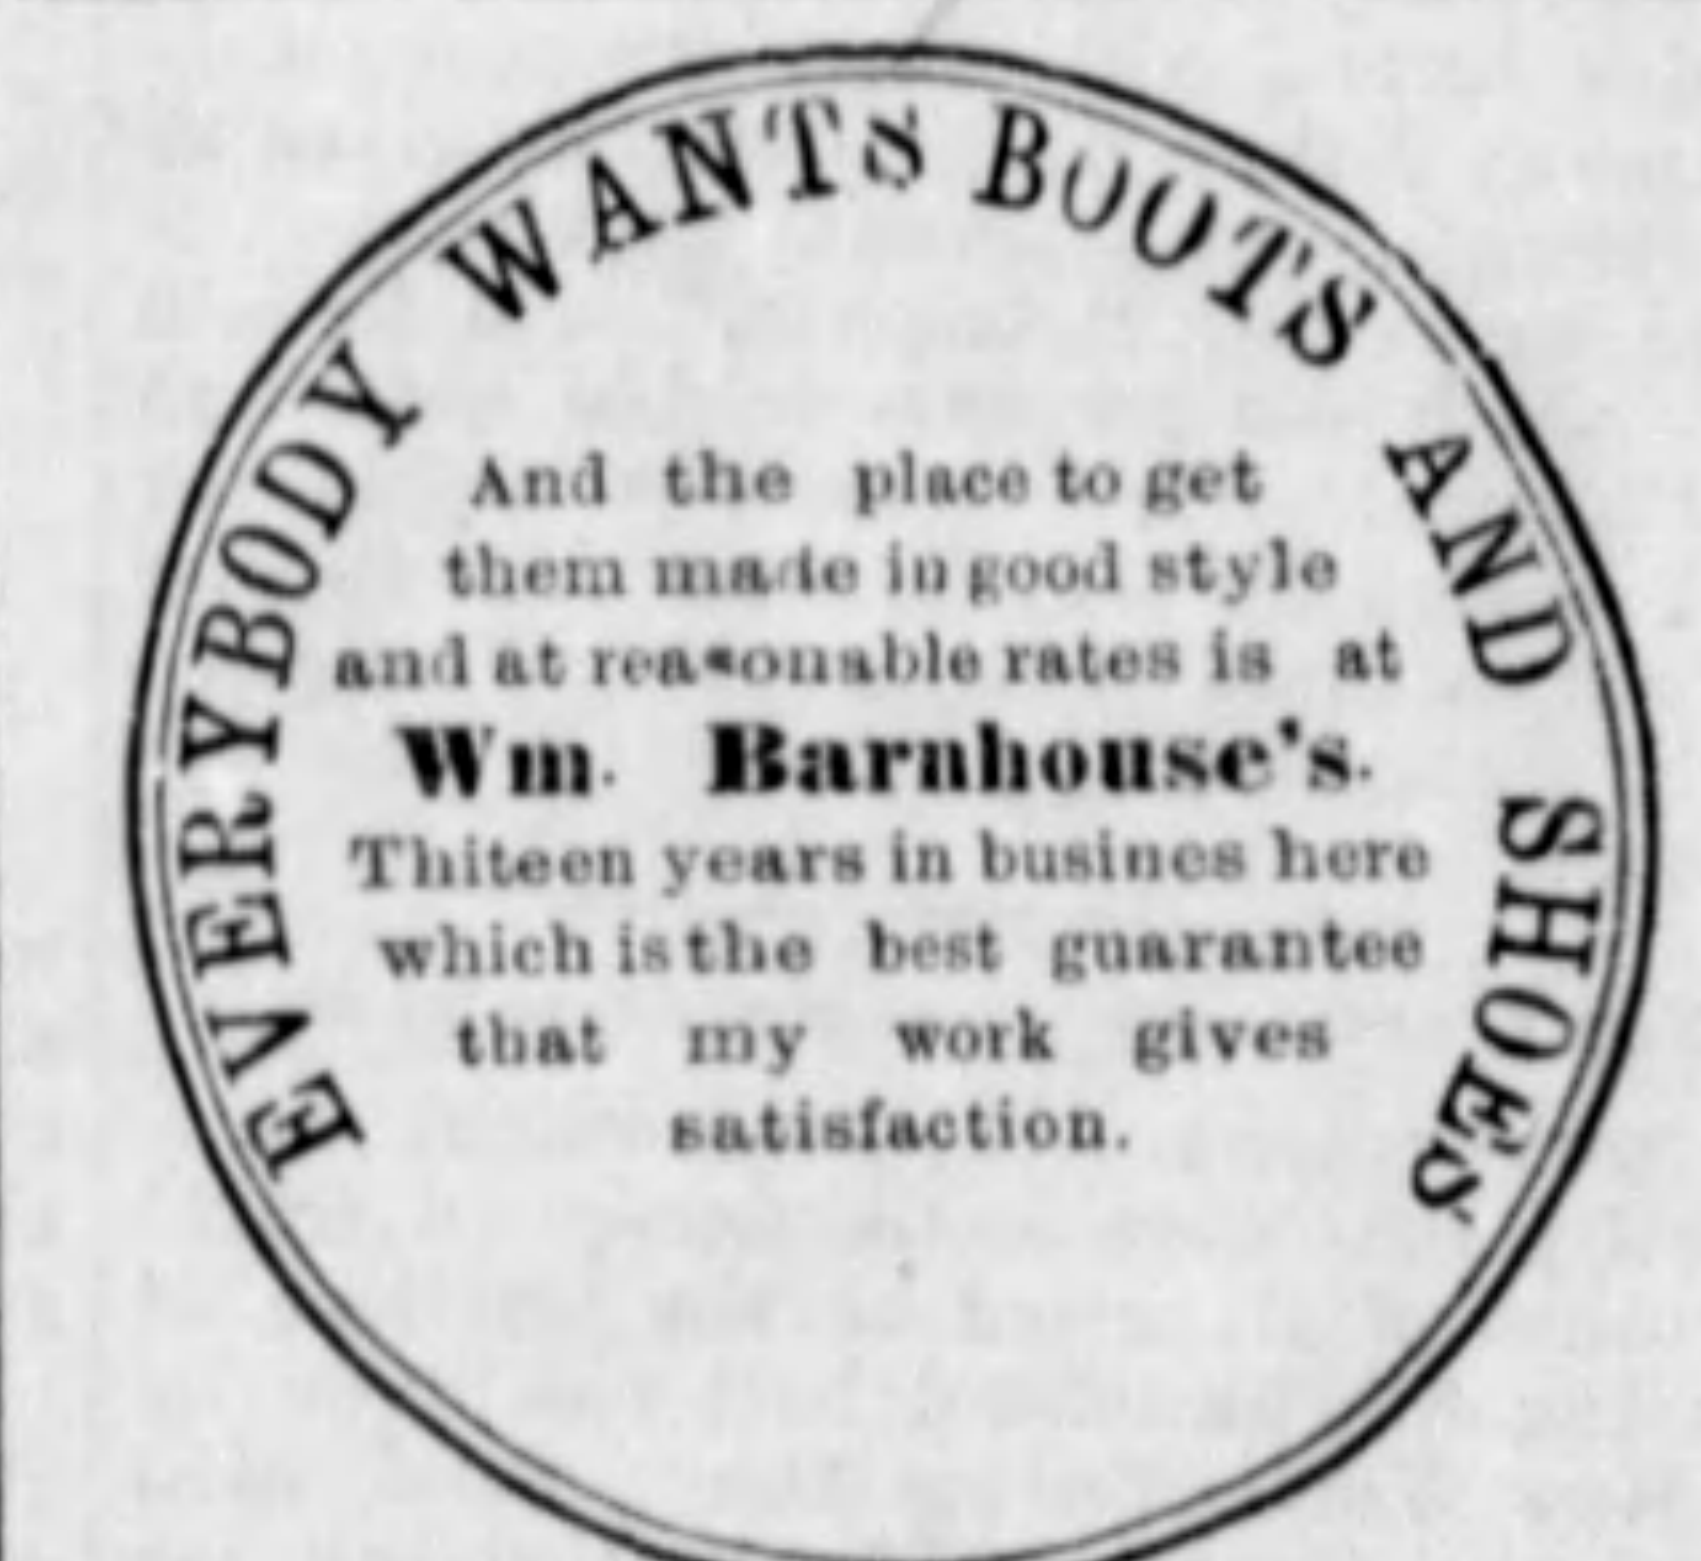 EVERYBODY WANTS BOOTS AND SHOES
And the place to get
them made in good style
and at reasonable rates is at
Wm. Barnhouse's.
Thiteen years in busines here
which is the best guarantee
that my work gives
satisfaction.